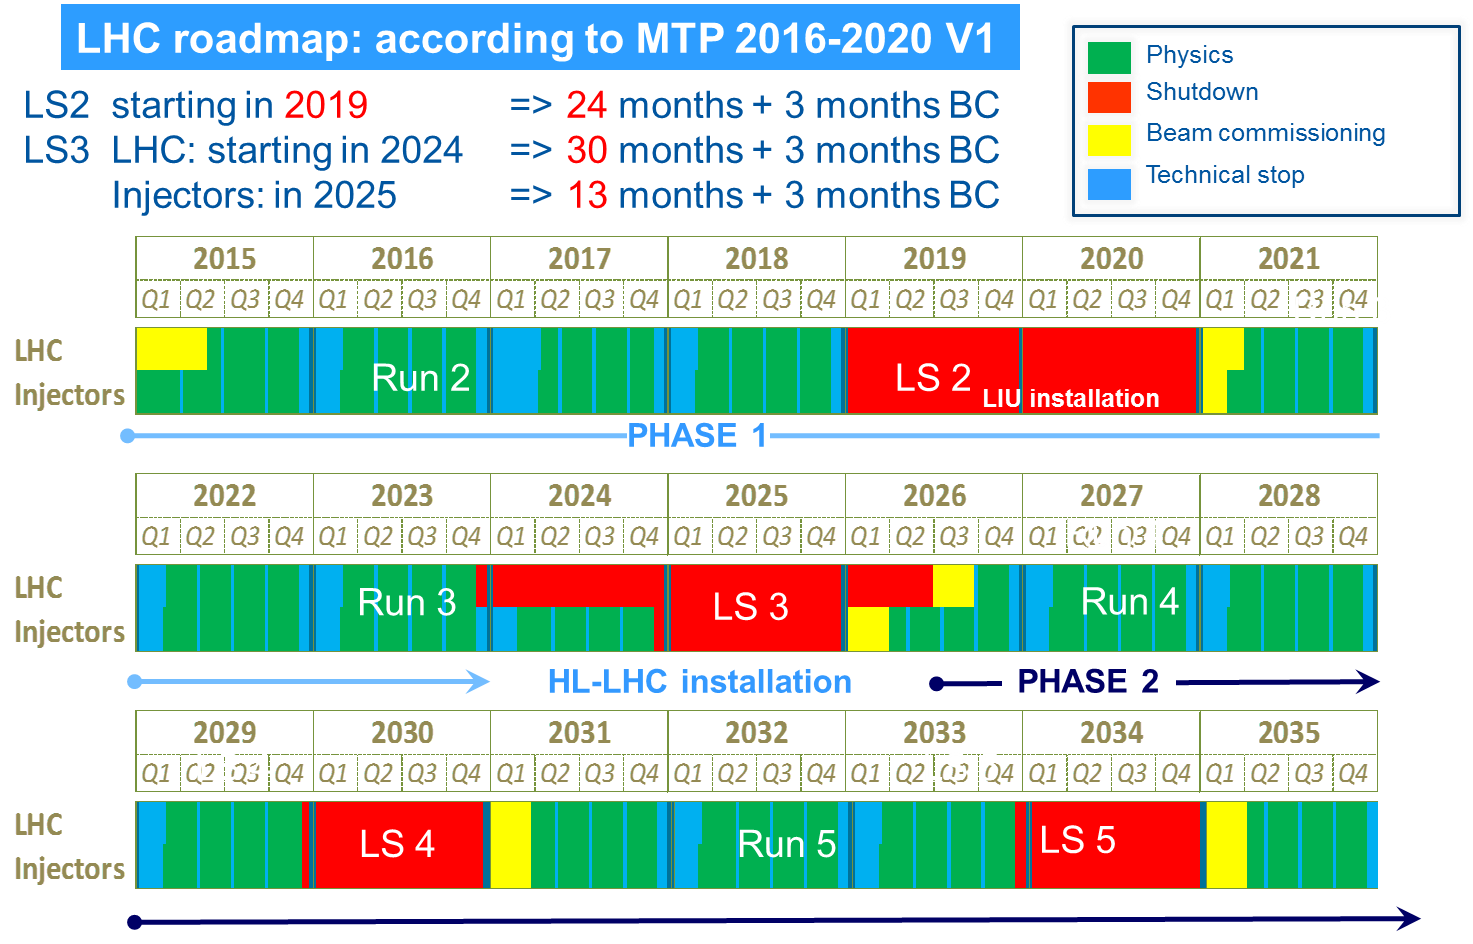 LHC roadmap: according to MTP 2016-2020 V1
LS2 starting in 2019 => 24 months + 3 months BC
LS3 LHC: starting in 2024 => 30 months + 3 months BC
Injectors: in 2025 => 13 months + 3 months BC
Physics
Shutdown
Beam commissioning
Technical stop
2015 2016 2017 2018 2019 2020 2021
Q1 Q2 Q3 Q4 Q1 Q2 Q3 Q4 Q1 Q2 Q3 Q4 Q1 Q2 Q3 Q4 Q1 Q2 Q3 Q4 Q1 Q2 Q3 Q4 Q1 Q2 Q3 Q4
LHC
Run 2 LS 2
Injectors
LIU installation
PHASE 1
2022 2023 2024 2025 2026 2027 2028
Q1 Q2 Q3 Q4 Q1 Q2 Q3 Q4 Q1 Q2 Q3 Q4 Q1 Q2 Q3 Q4 Q1 Q2 Q3 Q4 Q1 Q2 Q3 Q4 Q1 Q2 Q3 Q4
LHC
Run 3 LS 3 Run 4
Injectors
HL-LHC installation PHASE 2
2029 2030 2031 2032 2033 2034 2035
Q1 Q2 Q3 Q4 Q1 Q2 Q3 Q4 Q1 Q2 Q3 Q4 Q1 Q2 Q3 Q4 Q1 Q2 Q3 Q4 Q1 Q2 Q3 Q4 Q1 Q2 Q3 Q4
LHC
LS 4 Run 5 LS 5
Injectors